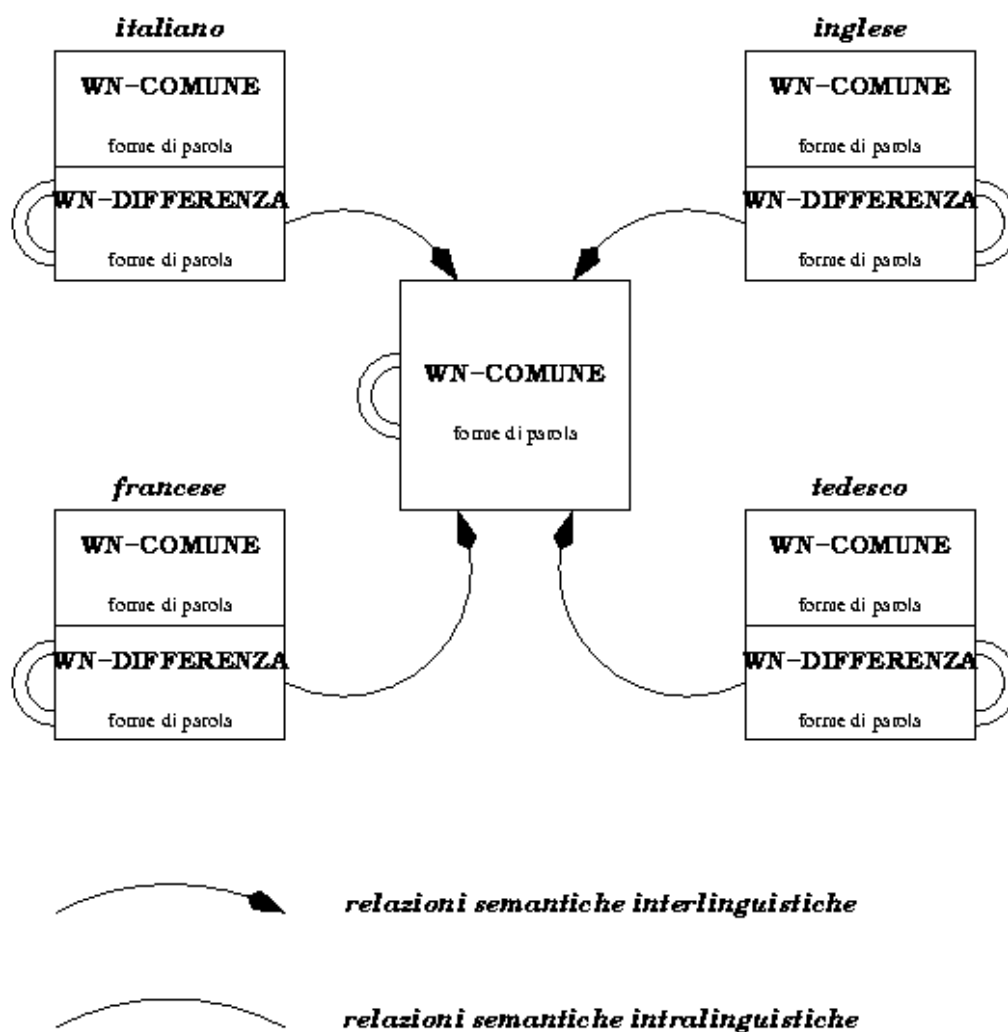 italiano
inglese
WN-COMUNE
WN-COMUNE
forme di parola
forme di parola
WN-DIFFERENZA
WN-DIFFERENZA
forme di parola
forme di parola
WN-COMUNE
forme di parola
francese
tedesco
WN-COMUNE
WN-COMUNE
forme di parola
forme di parola
WN-DIFFERENZA
WN-DIFFERENZA
forme di parola
forme di parola
relazioni semantiche interlinguistiche
relazioni semantiche intralinguistiche